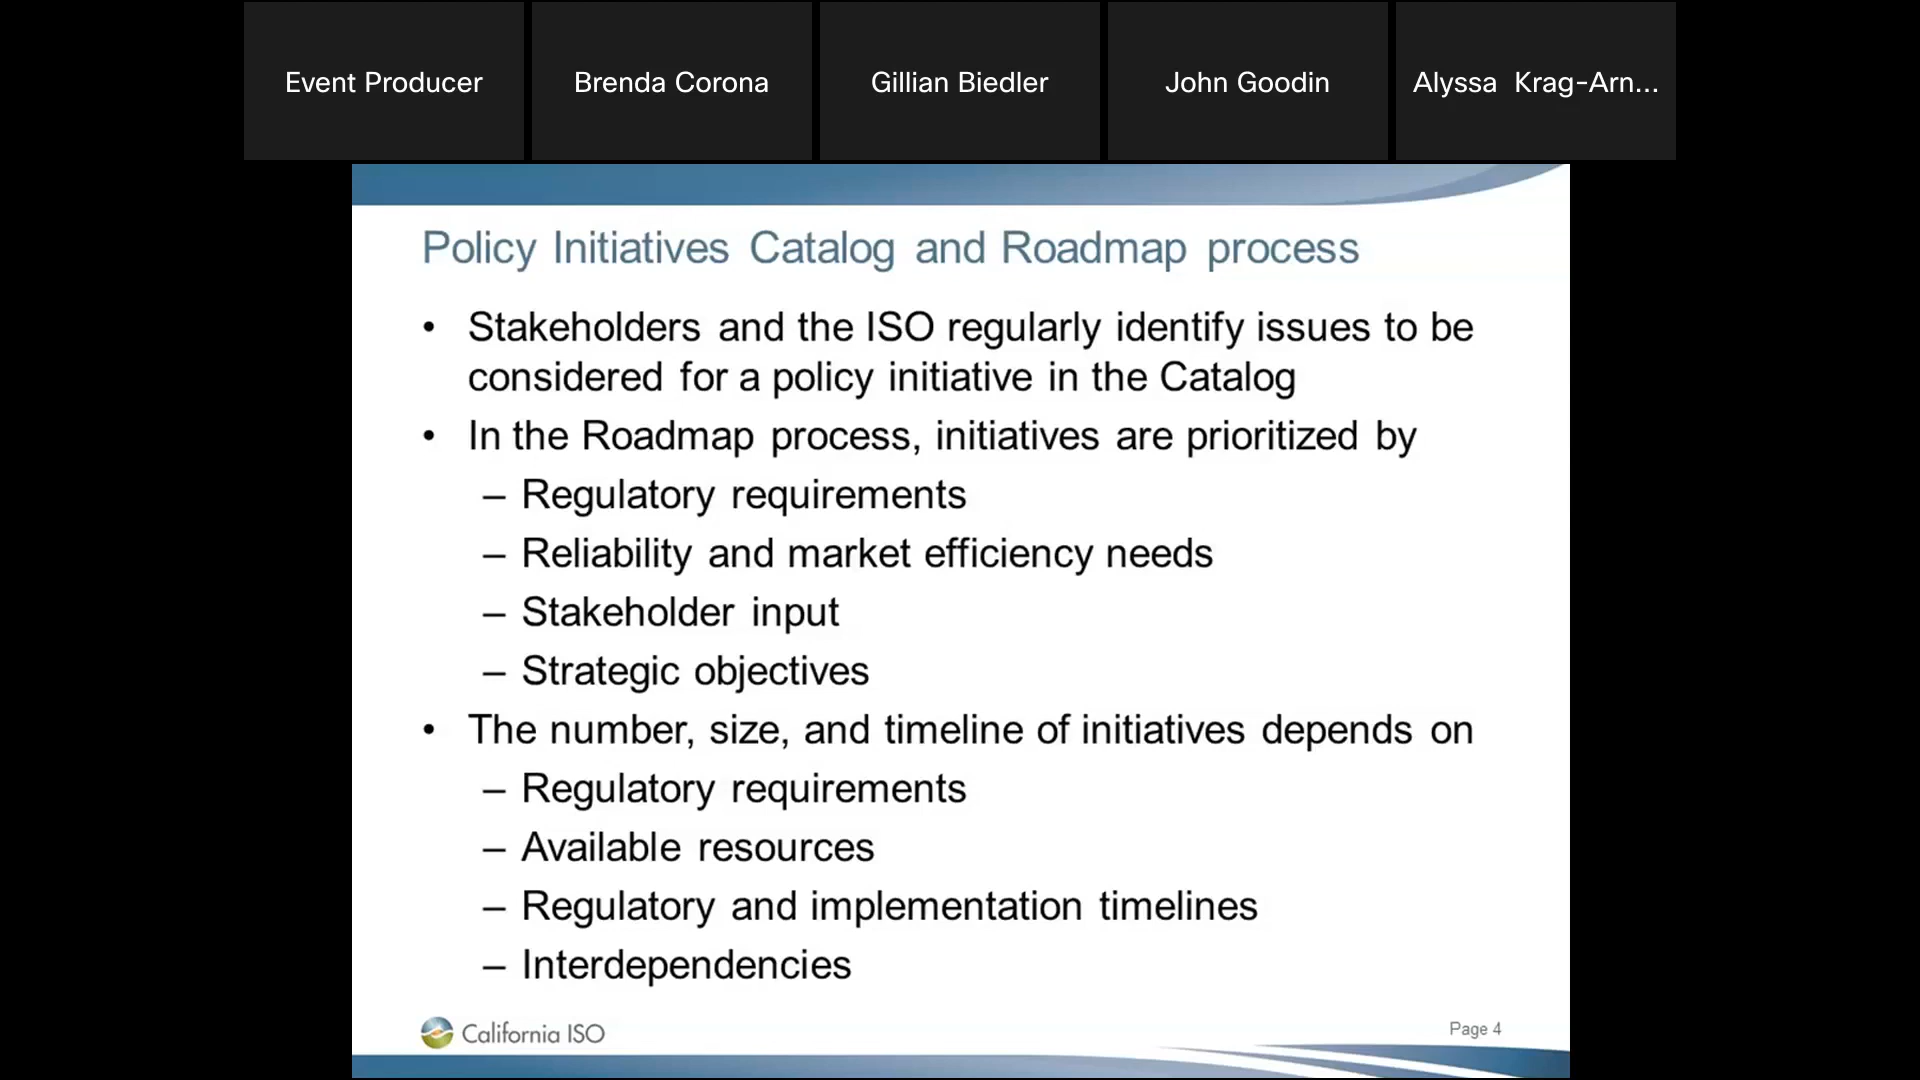 Event Producer
Brenda Corona
Gillian Biedler
John Goodin
Alyssa Krag-Arn...
Policy Initiatives Catalog and Roadmap process
• Stakeholders and the ISO regularly identify issues to be
considered for a policy initiative in the Catalog
• In the Roadmap process, initiatives are prioritized by
– Regulatory requirements
– Reliability and market efficiency needs
– Stakeholder input
– Strategic objectives
• The number, size, and timeline of initiatives depends on
– Regulatory requirements
– Available resources
– Regulatory and implementation timelines
– Interdependencies
California ISO
Page 4